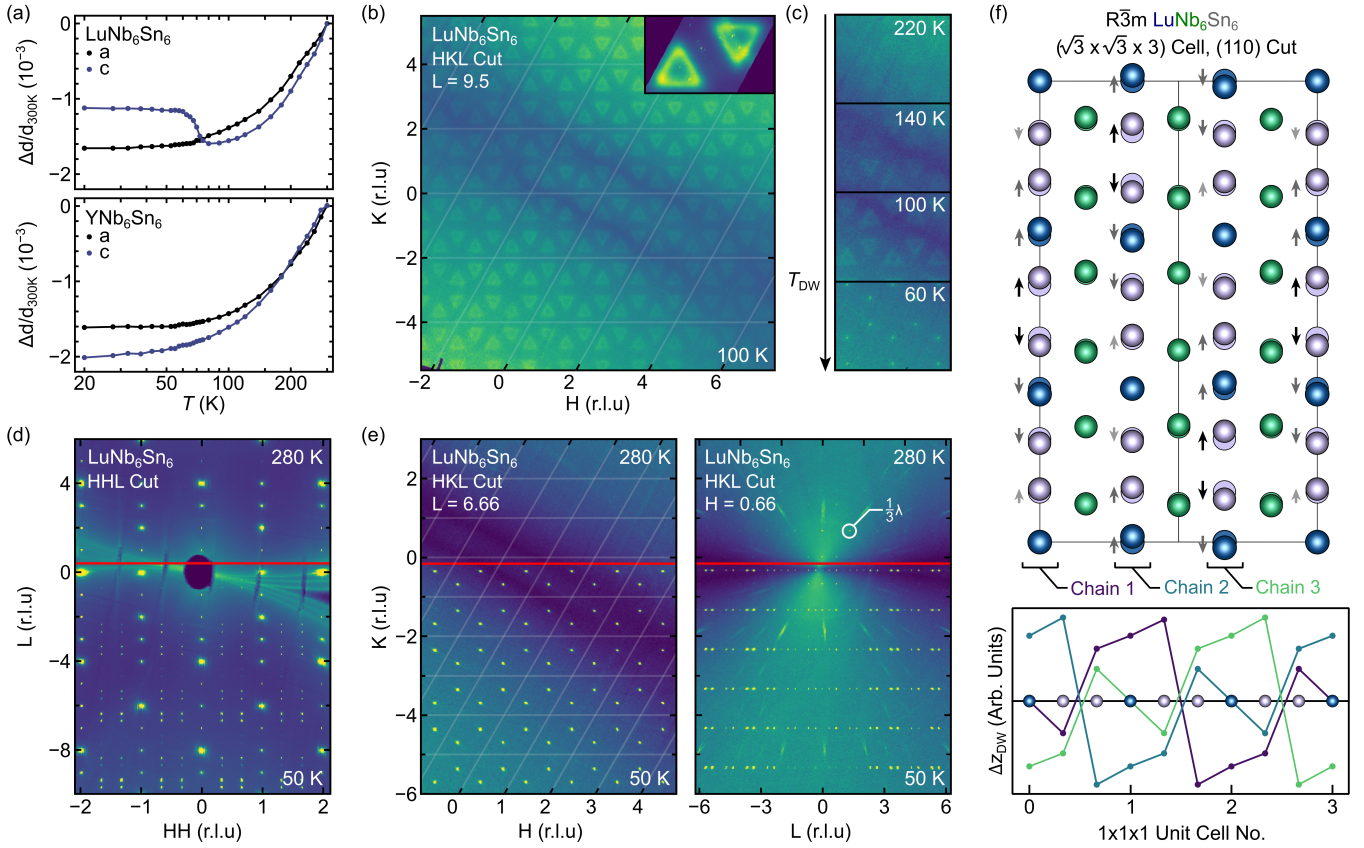 (a)
LuNb₆Sn₆
a
c
0
−1
−2
Δd/d₃₀₀K (10⁻³)
YNb₆Sn₆
a
c
0
−1
−2
Δd/d₃₀₀K (10⁻³)
20
50
100
200
T (K)
(b)
LuNb₆Sn₆
HKL Cut
L = 9.5
100 K
4
2
0
−2
−4
K (r.l.u)
−2
0
2
4
6
H (r.l.u)
(c)
220 K
140 K
100 K
60 K
T_DW
(d)
LuNb₆Sn₆
HHL Cut
280 K
50 K
4
0
−4
−8
L (r.l.u)
−2
−1
0
1
2
HH (r.l.u)
(e)
LuNb₆Sn₆
HKL Cut
L = 6.66
280 K
50 K
6
4
2
0
−2
−4
−6
K (r.l.u)
0
1
2
3
4
H (r.l.u)
LuNb₆Sn₆
HKL Cut
H = 0.66
280 K
1/3λ
50 K
−6
−3
0
3
6
L (r.l.u)
(f)
R3̅m LuNb₆Sn₆
(√3 x√3 x 3) Cell, (110) Cut
Chain 1
Chain 2
Chain 3
Δz_DW (Arb. Units)
0
1
2
3
1x1x1 Unit Cell No.